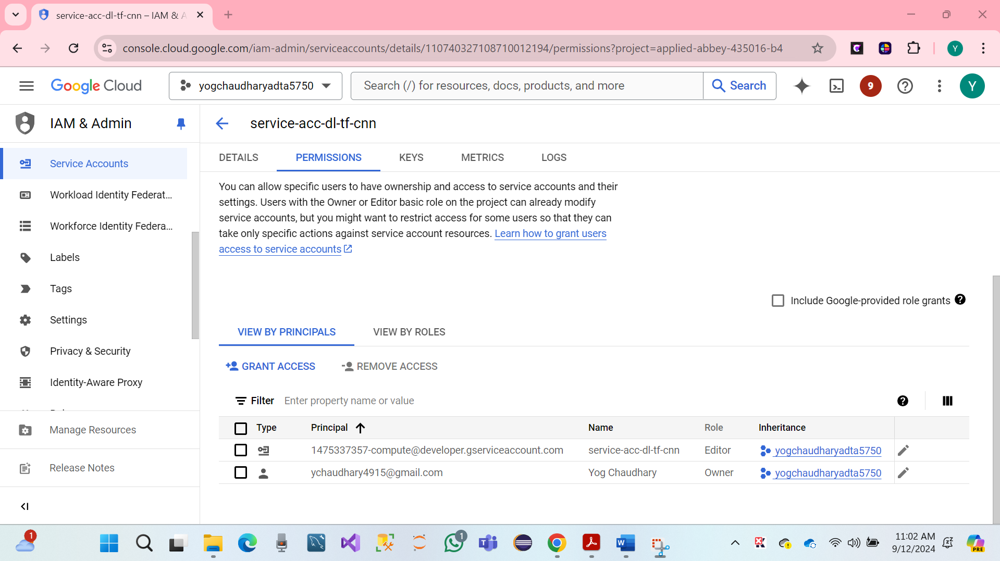 service-acc-dl-tf-cnn – IAM & A
console.cloud.google.com/iam-admin/serviceaccounts/details/110740327108710012194/permissions?project=applied-abbey-435016-b4
Y
Google Cloud
yogchaudharyadta5750
Search (/) for resources, docs, products, and more
Search
9
Y
IAM & Admin
service-acc-dl-tf-cnn
Service Accounts
Workload Identity Federat...
Workforce Identity Federa...
Labels
Tags
Settings
Privacy & Security
Identity-Aware Proxy
Manage Resources
Release Notes
DETAILS
PERMISSIONS
KEYS
METRICS
LOGS
You can allow specific users to have ownership and access to service accounts and their
settings. Users with the Owner or Editor basic role on the project can already modify
service accounts, but you might want to restrict access for some users so that they can
take only specific actions against service account resources. Learn how to grant users
access to service accounts
Include Google-provided role grants
VIEW BY PRINCIPALS
VIEW BY ROLES
GRANT ACCESS
REMOVE ACCESS
Filter
Enter property name or value
Type Principal Name Role Inheritance
1475337357-compute@developer.gserviceaccount.com service-acc-dl-tf-cnn Editor yogchaudharyadta5750
ychaudhary4915@gmail.com Yog Chaudhary Owner yogchaudharyadta5750
1
1
11:02 AM
9/12/2024
PRE